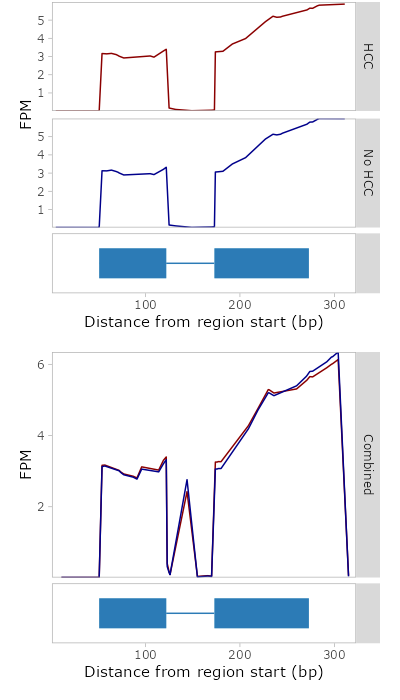 5
4
3
2
1
HCC
FPM
5
4
3
2
1
No HCC
100
200
300
Distance from region start (bp)
6
4
2
FPM
Combined
100
200
300
Distance from region start (bp)